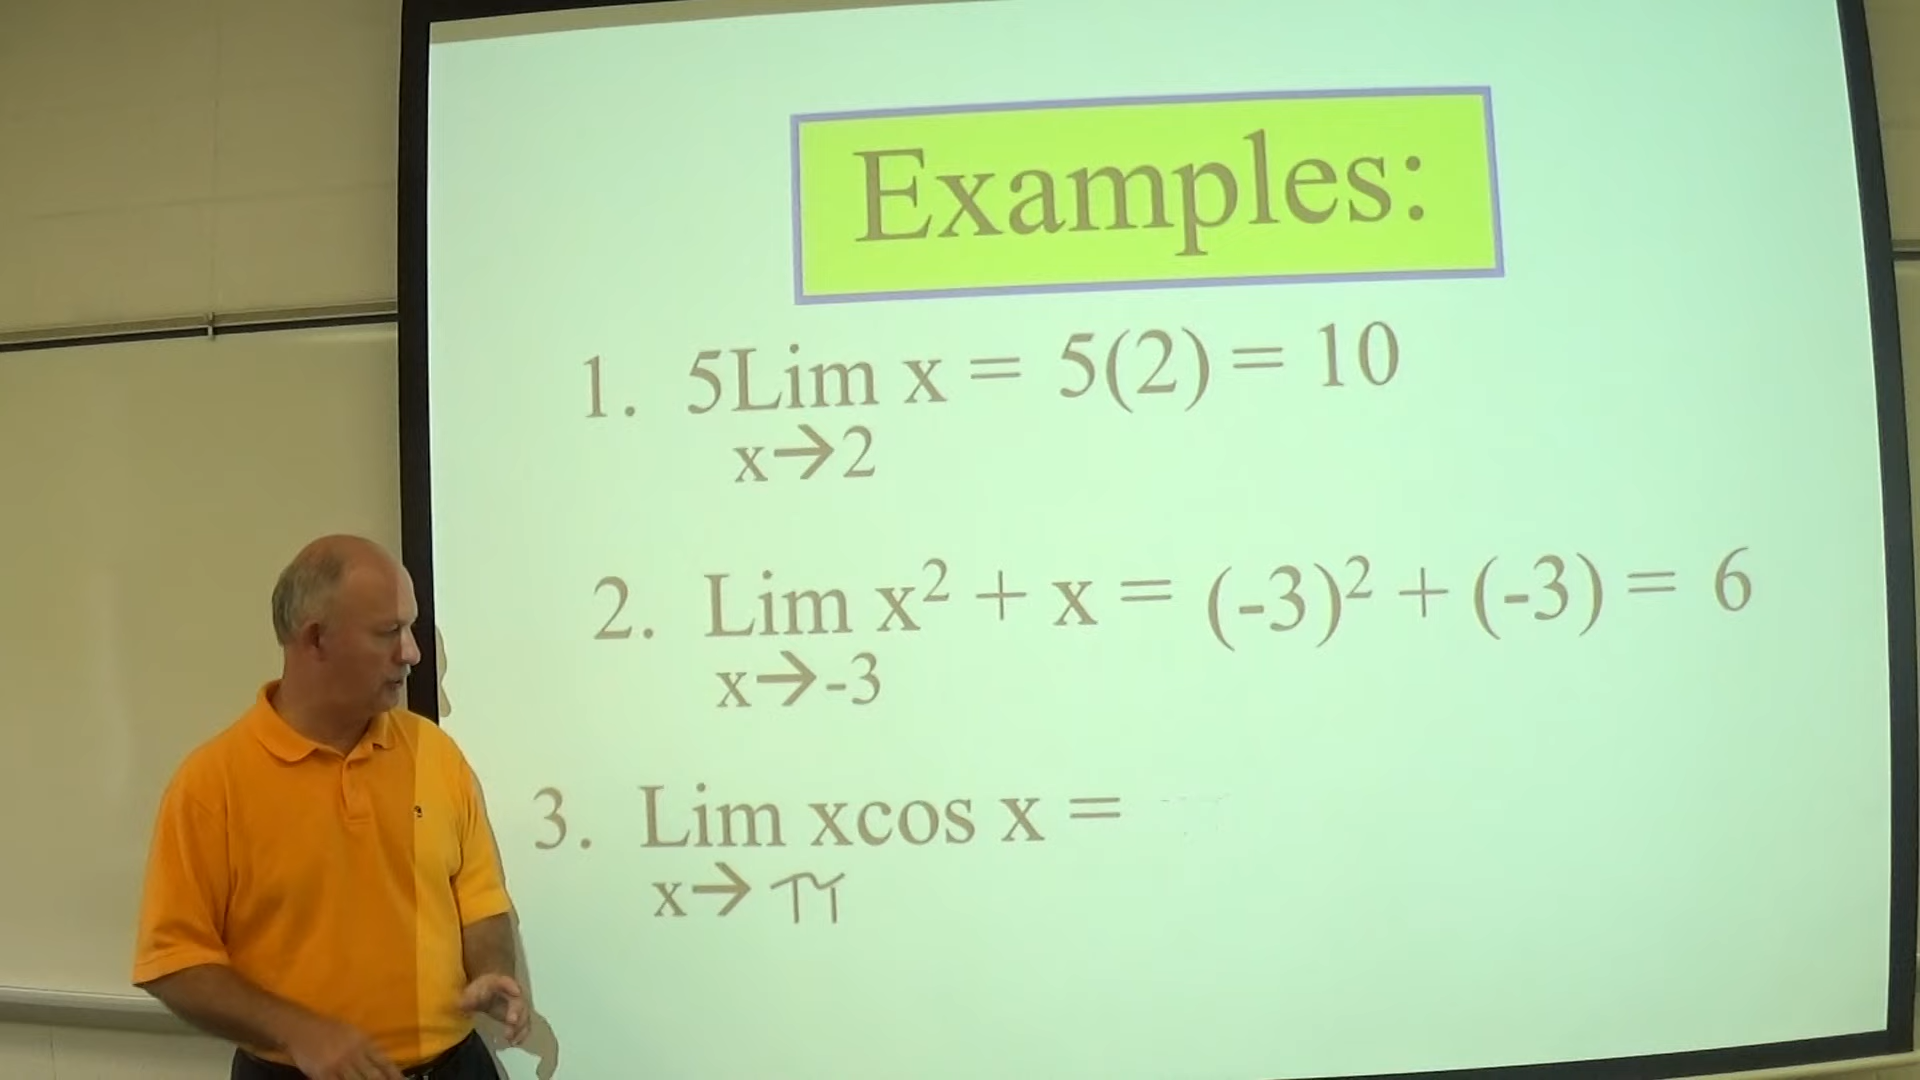 Examples:
1. 5Lim x = 5(2) = 10
x→2
2. Lim x² + x = (-3)² + (-3) = 6
x→-3
3. Lim xcos x =
x→ π